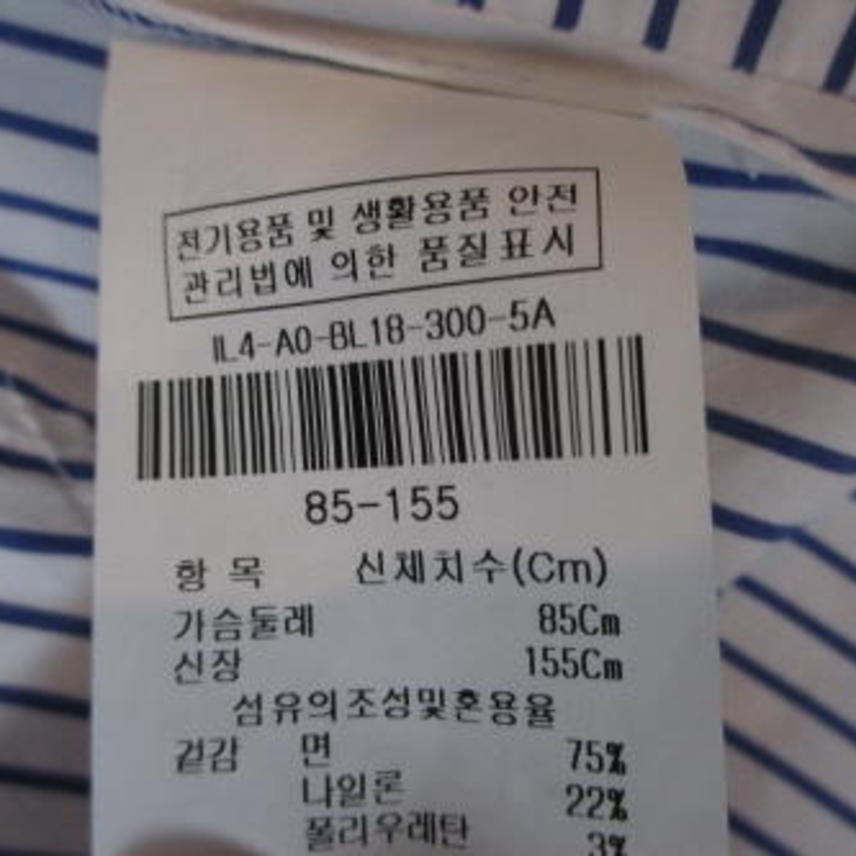 전기용품 및 생활용품 안전
관리법에 의한 품질표시
IL4-A0-BL18-300-5A
85-155
항 목 신체치수(Cm)
가슴둘레 85Cm
신장 155Cm
섬유의조성및혼용율
겉감 면 75%
나일론 22%
폴리우레탄 3%